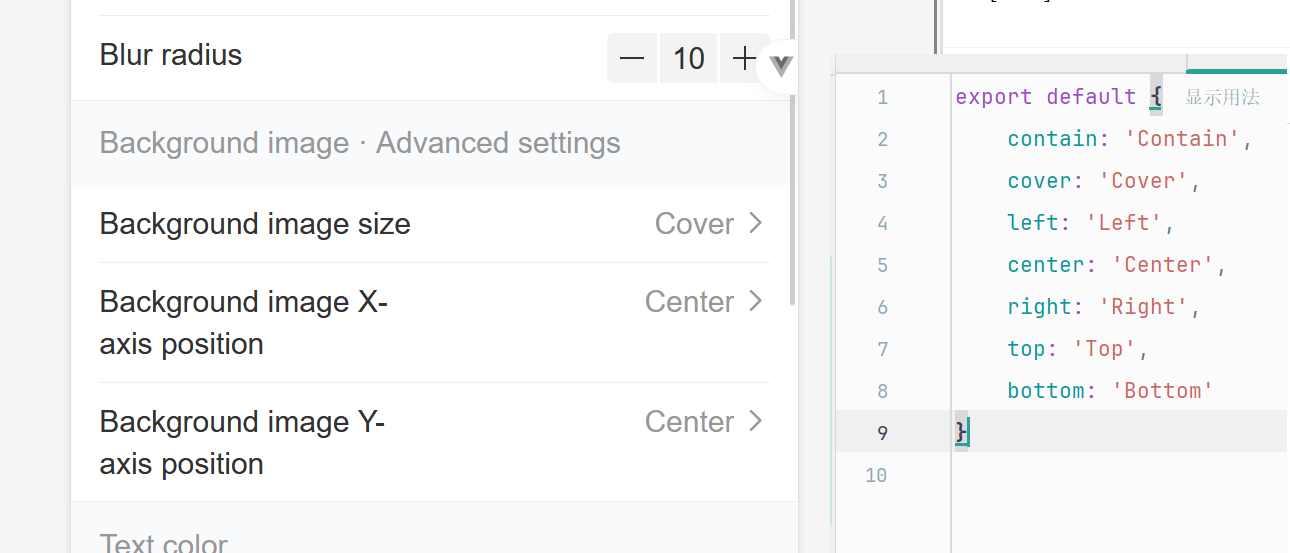 Blur radius
10
Background image · Advanced settings
Background image size
Cover
Background image X-
axis position
Center
Background image Y-
axis position
Center
Text color
1 export default { 显示用法
2 contain: 'Contain',
3 cover: 'Cover',
4 left: 'Left',
5 center: 'Center',
6 right: 'Right',
7 top: 'Top',
8 bottom: 'Bottom'
9 }
10